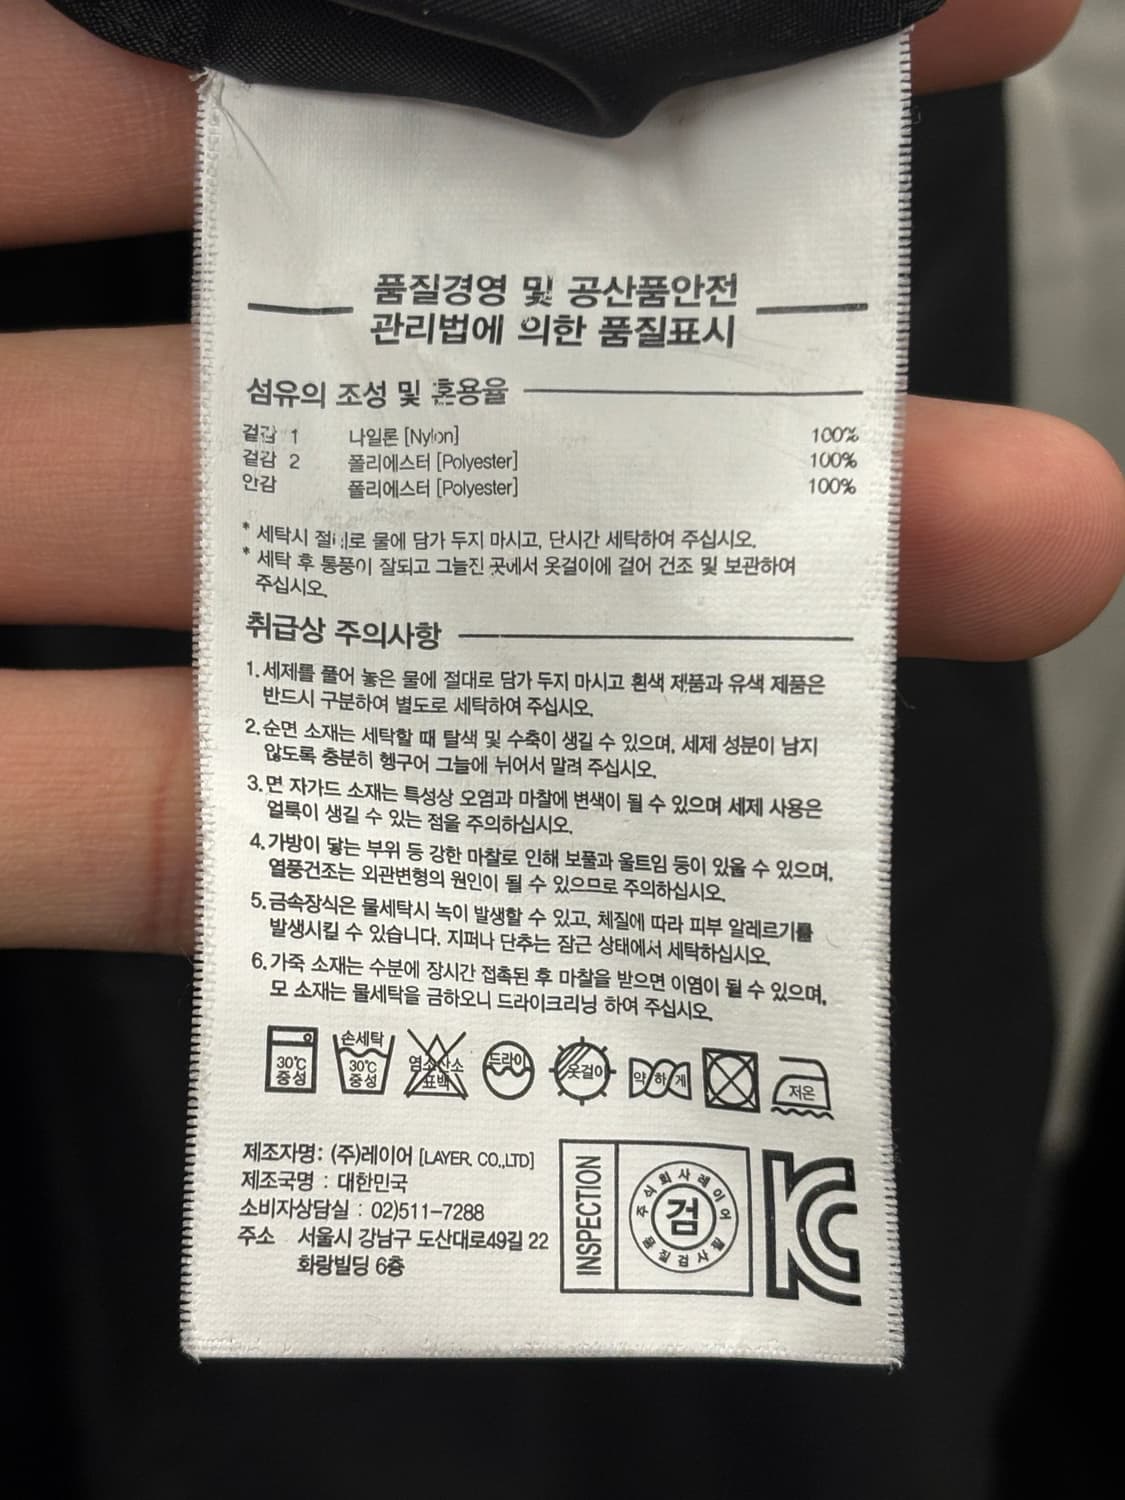 품질경영 및 공산품안전
관리법에 의한 품질표시
섬유의 조성 및 혼용율
겉감 1 나일론 [Nylon] 100%
겉감 2 폴리에스터 [Polyester] 100%
안감 폴리에스터 [Polyester] 100%
* 세탁시 절대로 물에 담가 두지 마시고, 단시간 세탁하여 주십시오.
* 세탁 후 통풍이 잘되고 그늘진 곳에서 옷걸이에 걸어 건조 및 보관하여
주십시오.
취급상 주의사항
1. 세제를 풀어 놓은 물에 절대로 담가 두지 마시고 흰색 제품과 유색 제품은
반드시 구분하여 별도로 세탁하여 주십시오.
2. 순면 소재는 세탁할 때 탈색 및 수축이 생길 수 있으며, 세제 성분이 남지
않도록 충분히 헹구어 그늘에 뉘어서 말려 주십시오.
3. 면 자가드 소재는 특성상 오염과 마찰에 변색이 될 수 있으며 세제 사용은
얼룩이 생길 수 있는 점을 주의하십시오.
4. 가방이 닿는 부위 등 강한 마찰로 인해 보풀과 울트임 등이 있을 수 있으며,
열풍건조는 외관변형의 원인이 될 수 있으므로 주의하십시오.
5. 금속장식은 물세탁시 녹이 발생할 수 있고, 체질에 따라 피부 알레르기를
발생시킬 수 있습니다. 지퍼나 단추는 잠근 상태에서 세탁하십시오.
6. 가죽 소재는 수분에 장시간 접촉된 후 마찰을 받으면 이염이 될 수 있으며,
모 소재는 물세탁을 금하오니 드라이크리닝 하여 주십시오.
30℃ 중성 손세탁 30℃ 중성 염소산소 표백 드라이 옷걸이 약하게 저온
제조자명: (주)레이어 [LAYER. CO.,LTD]
제조국명 : 대한민국
소비자상담실 : 02)511-7288
주소 서울시 강남구 도산대로49길 22
화랑빌딩 6층
INSPECTION
주식회사레이어
검
품질검사필
KC